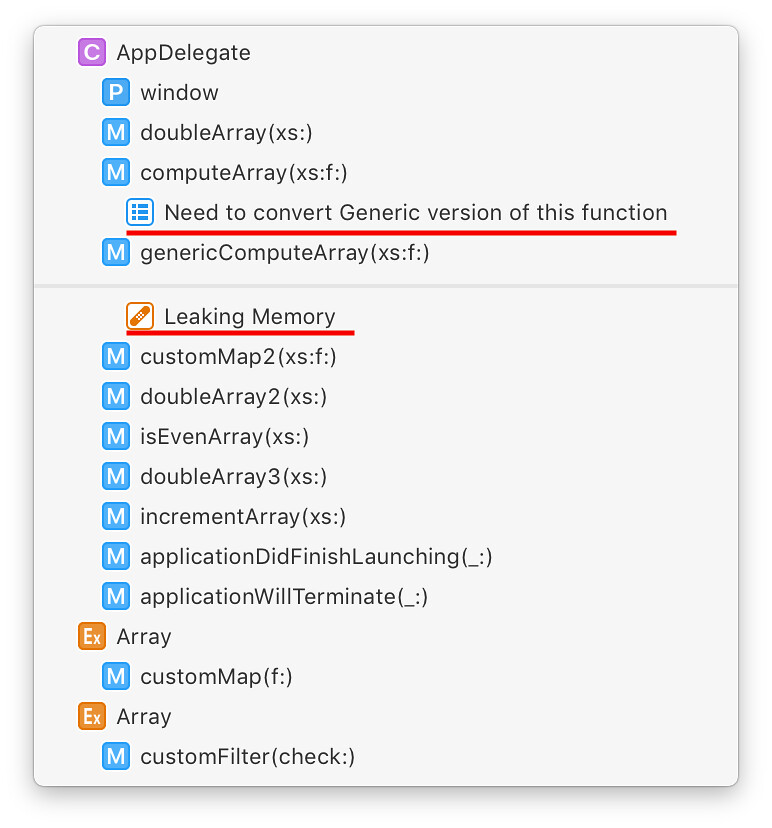 C AppDelegate
P window
M doubleArray(xs:)
M computeArray(xs:f:)
Need to convert Generic version of this function
M genericComputeArray(xs:f:)
Leaking Memory
M customMap2(xs:f:)
M doubleArray2(xs:)
M isEvenArray(xs:)
M doubleArray3(xs:)
M incrementArray(xs:)
M applicationDidFinishLaunching(_:)
M applicationWillTerminate(_:)
Ex Array
M customMap(f:)
Ex Array
M customFilter(check:)